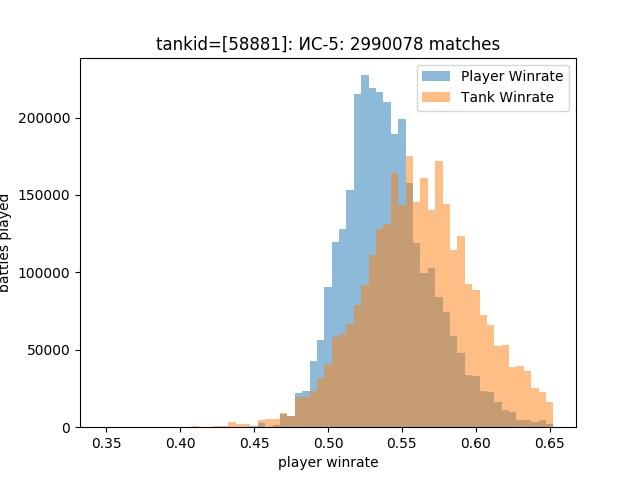 tankid=[58881]: ИС-5: 2990078 matches
Player Winrate
Tank Winrate
200000
150000
100000
50000
0
battles played
0.35 0.40 0.45 0.50 0.55 0.60 0.65
player winrate